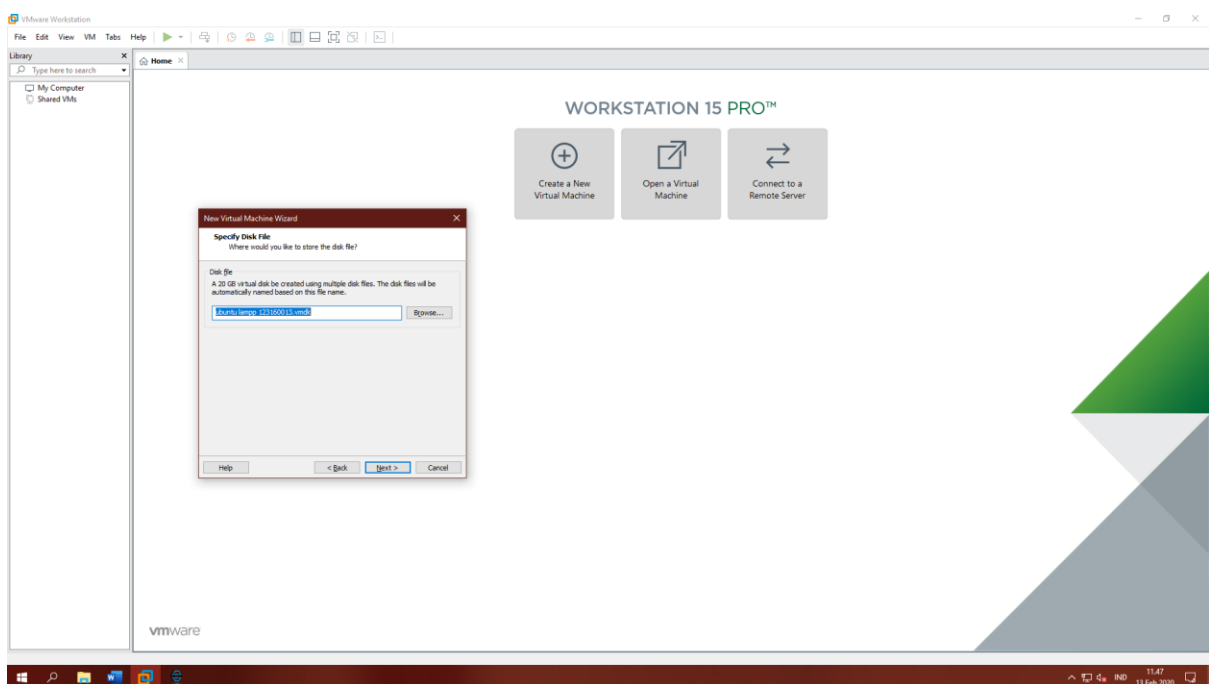 VMware Workstation
File Edit View VM Tabs Help
Library
Type here to search
My Computer
Shared VMs
Home
WORKSTATION 15 PRO™
Create a New
Virtual Machine
Open a Virtual
Machine
Connect to a
Remote Server
New Virtual Machine Wizard
Specify Disk File
Where would you like to store the disk file?
Disk file
A 20 GB virtual disk be created using multiple disk files. The disk files will be
automatically named based on this file name.
ubuntu lampp 123160013.vmdk
Browse...
Help
< Back
Next >
Cancel
vmware
IND
11.47
13 Feb 2020